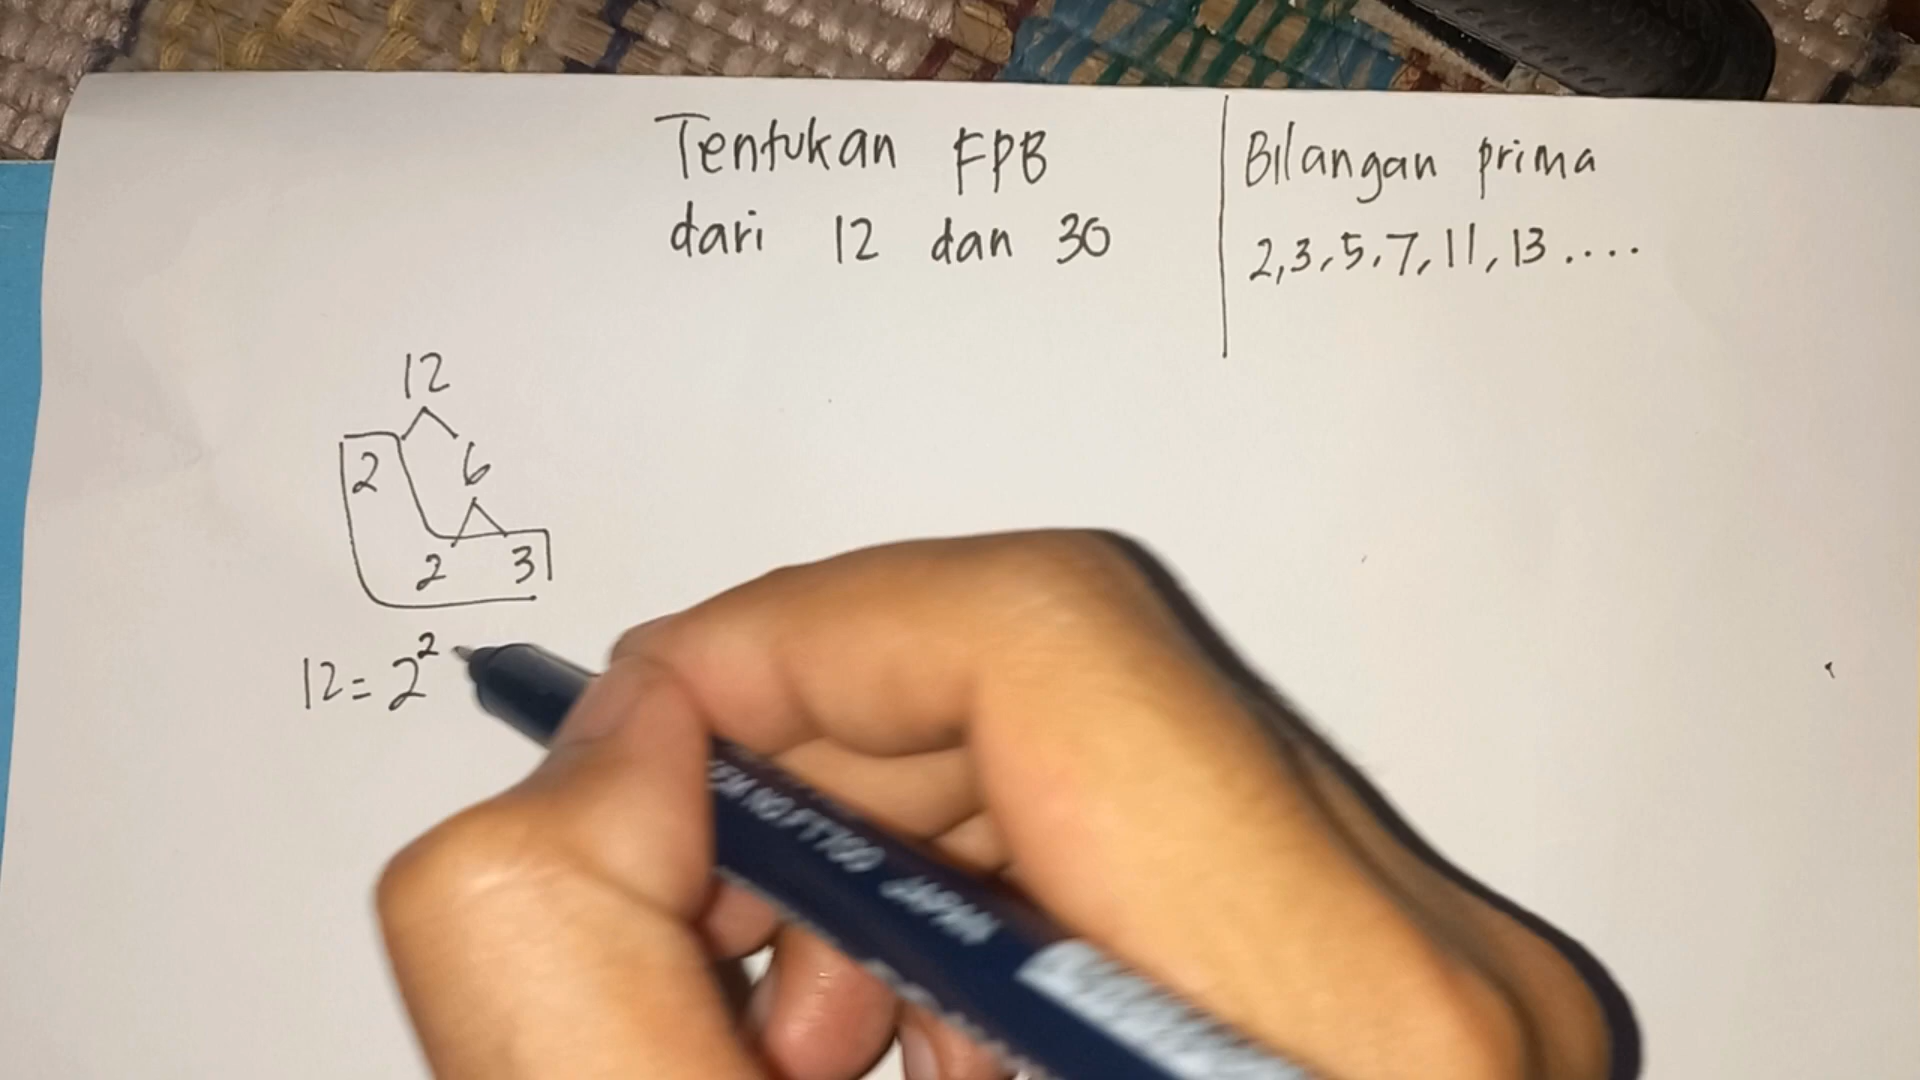 Tentukan FPB
dari 12 dan 30
Bilangan prima
2, 3, 5, 7, 11, 13 ....
12
2 6
2 3
12 = 2²
JAPAN